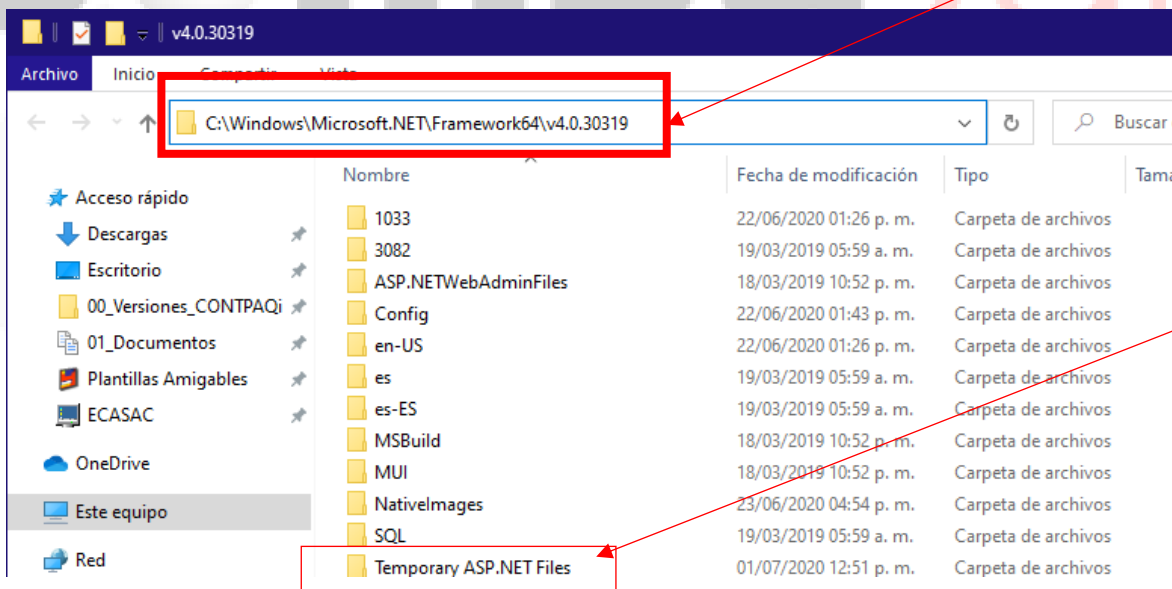 v4.0.30319
Archivo Inicio Compartir Vista
C:\Windows\Microsoft.NET\Framework64\v4.0.30319 Buscar
Nombre Fecha de modificación Tipo Tama
Acceso rápido
Descargas
Escritorio
00_Versiones_CONTPAQi
01_Documentos
Plantillas Amigables
ECASAC
OneDrive
Este equipo
Red
1033 22/06/2020 01:26 p. m. Carpeta de archivos
3082 19/03/2019 05:59 a. m. Carpeta de archivos
ASP.NETWebAdminFiles 18/03/2019 10:52 p. m. Carpeta de archivos
Config 22/06/2020 01:43 p. m. Carpeta de archivos
en-US 22/06/2020 01:26 p. m. Carpeta de archivos
es 19/03/2019 05:59 a. m. Carpeta de archivos
es-ES 19/03/2019 05:59 a. m. Carpeta de archivos
MSBuild 18/03/2019 10:52 p. m. Carpeta de archivos
MUI 18/03/2019 10:52 p. m. Carpeta de archivos
NativeImages 23/06/2020 04:54 p. m. Carpeta de archivos
SQL 19/03/2019 05:59 a. m. Carpeta de archivos
Temporary ASP.NET Files 01/07/2020 12:51 p. m. Carpeta de archivos